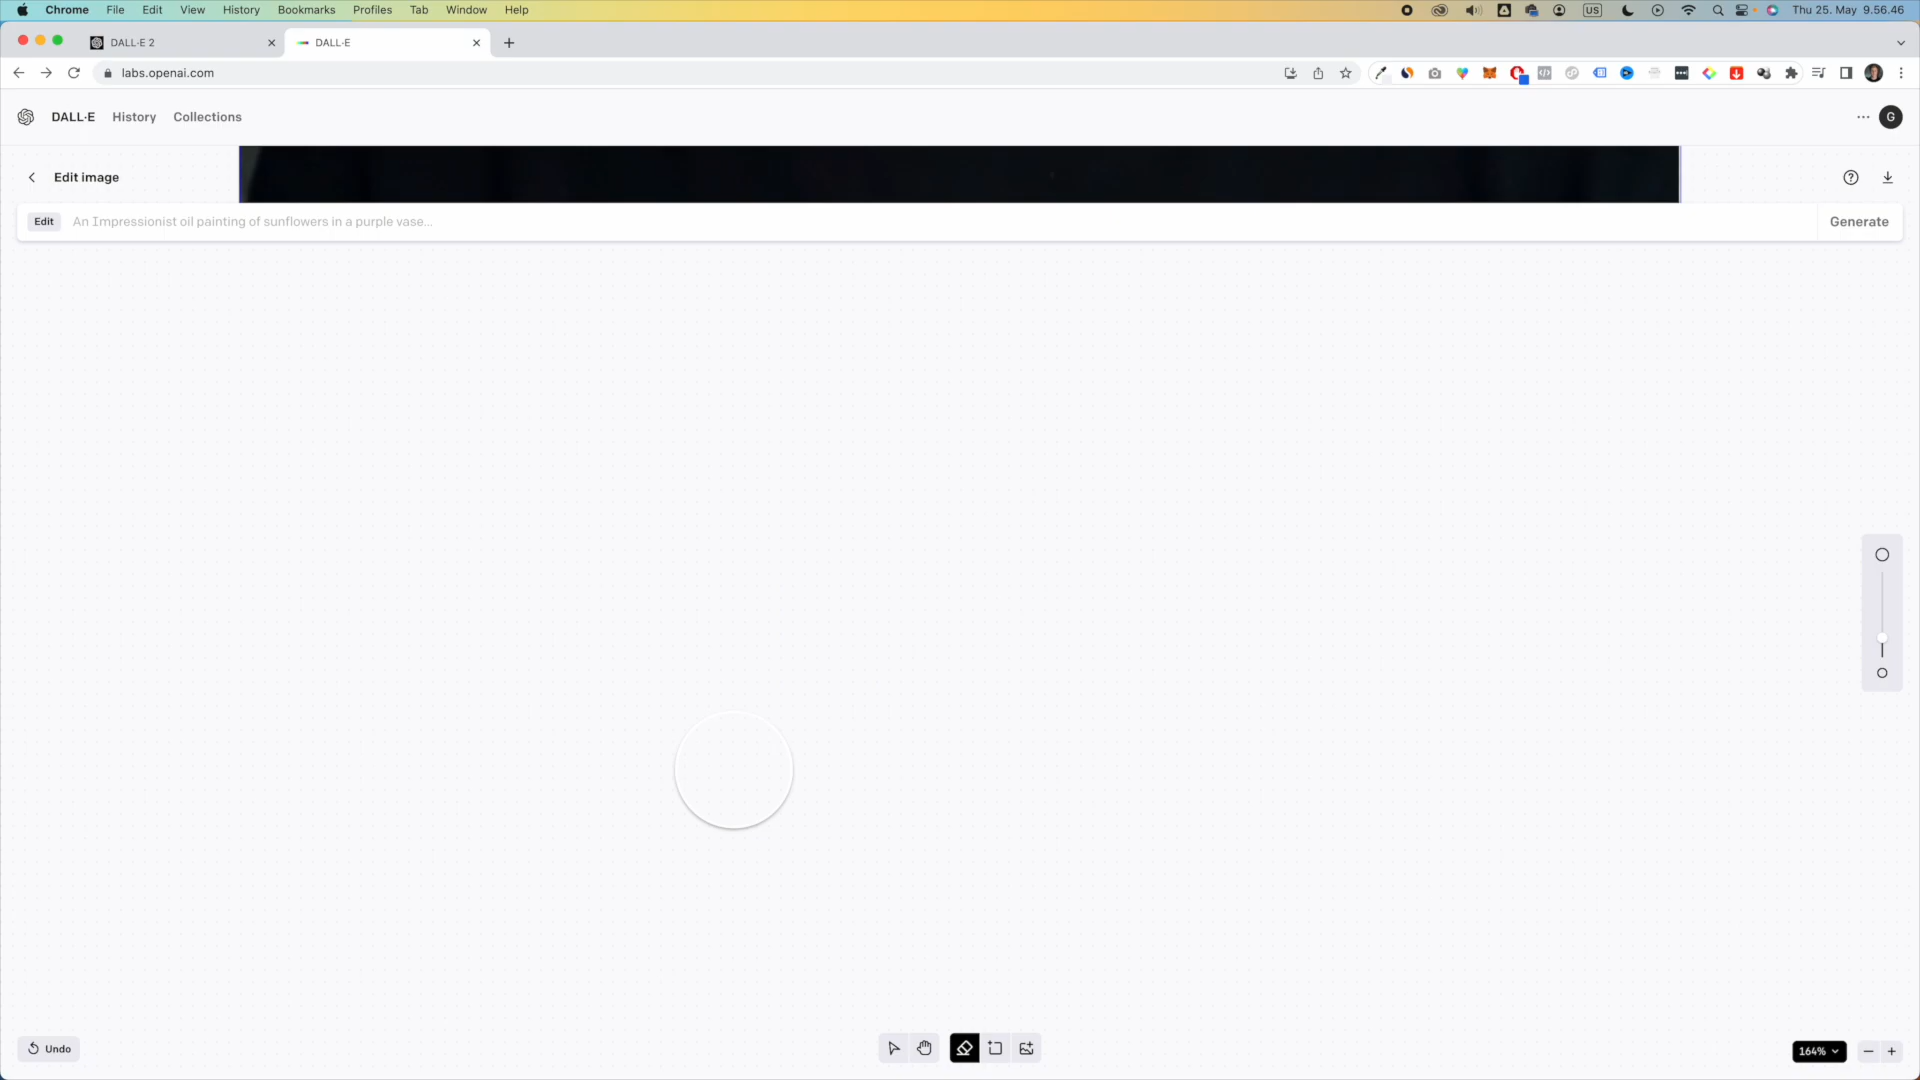 Chrome File Edit View History Bookmarks Profiles Tab Window Help US Thu 25. May 9.56.46
DALL·E 2 DALL·E
labs.openai.com
DALL·E History Collections G
Edit image
Edit An Impressionist oil painting of sunflowers in a purple vase... Generate
Undo 164%